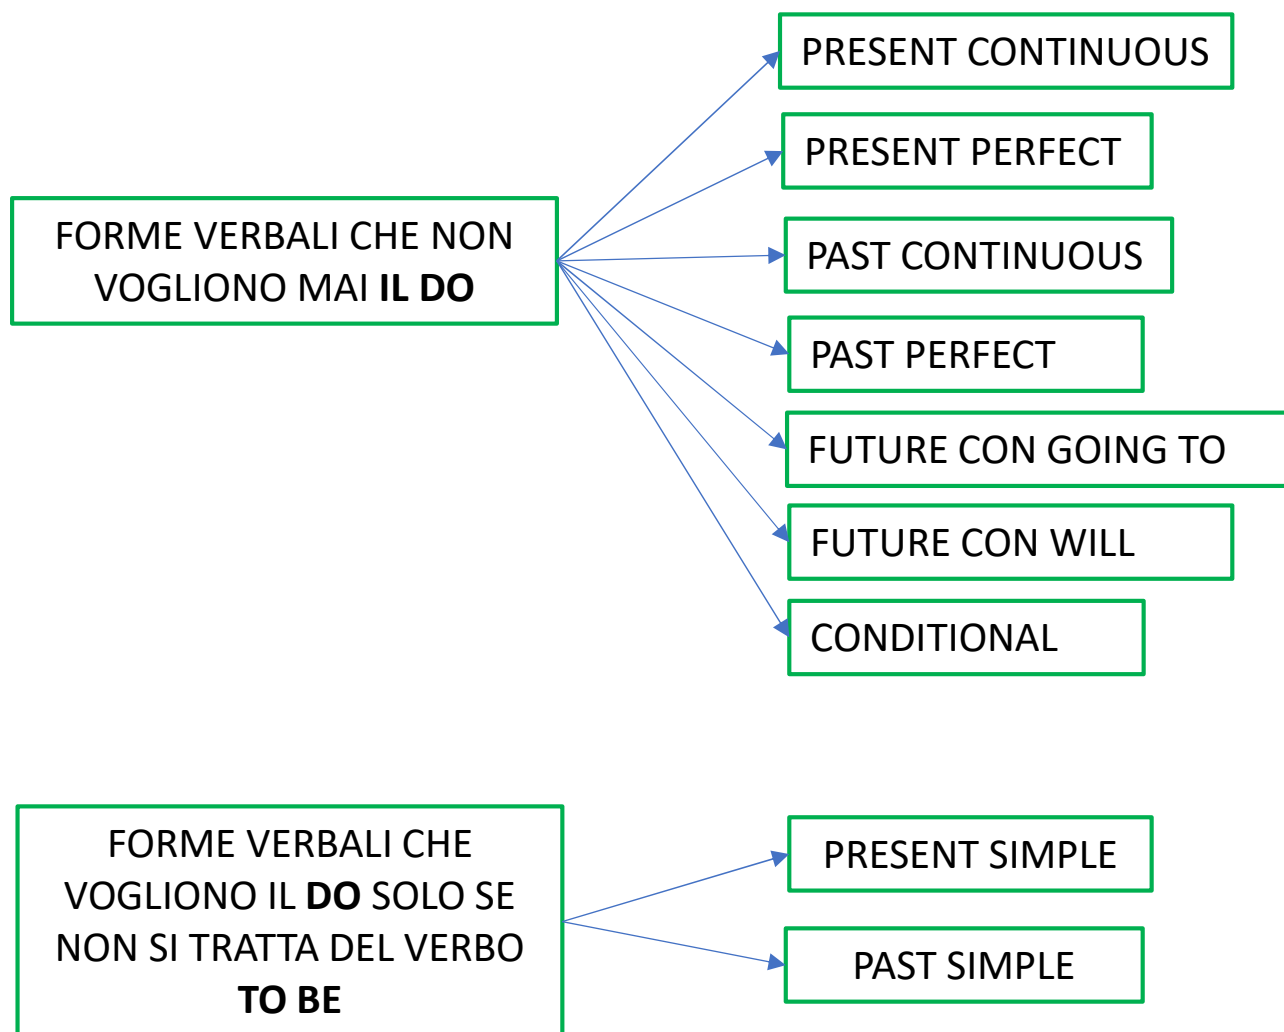 FORME VERBALI CHE NON
VOGLIONO MAI IL DO
PRESENT CONTINUOUS
PRESENT PERFECT
PAST CONTINUOUS
PAST PERFECT
FUTURE CON GOING TO
FUTURE CON WILL
CONDITIONAL
FORME VERBALI CHE
VOGLIONO IL DO SOLO SE
NON SI TRATTA DEL VERBO
TO BE
PRESENT SIMPLE
PAST SIMPLE